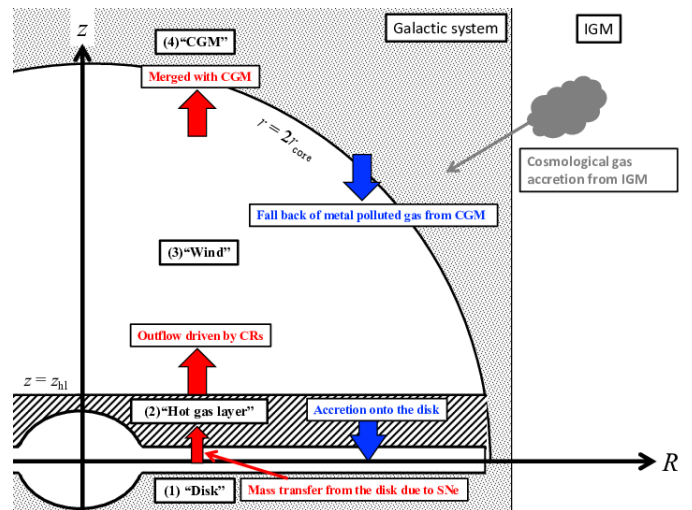 z
(4)“CGM”
Galactic system
IGM
Merged with CGM
r = 2r_core
Cosmological gas
accretion from IGM
Fall back of metal polluted gas from CGM
(3)“Wind”
Outflow driven by CRs
z = z_hl
(2)“Hot gas layer”
Accretion onto the disk
R
(1) “Disk”
Mass transfer from the disk due to SNe